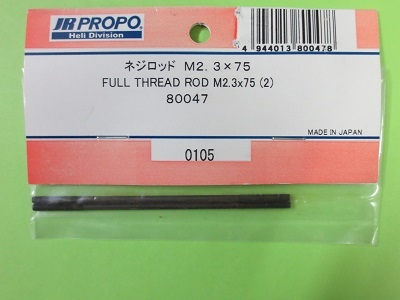 JR PROPO
Heli Division
4 944013 800478
ネジロッド M2. 3×75
FULL THREAD ROD M2.3x75 (2)
80047
MADE IN JAPAN
0105